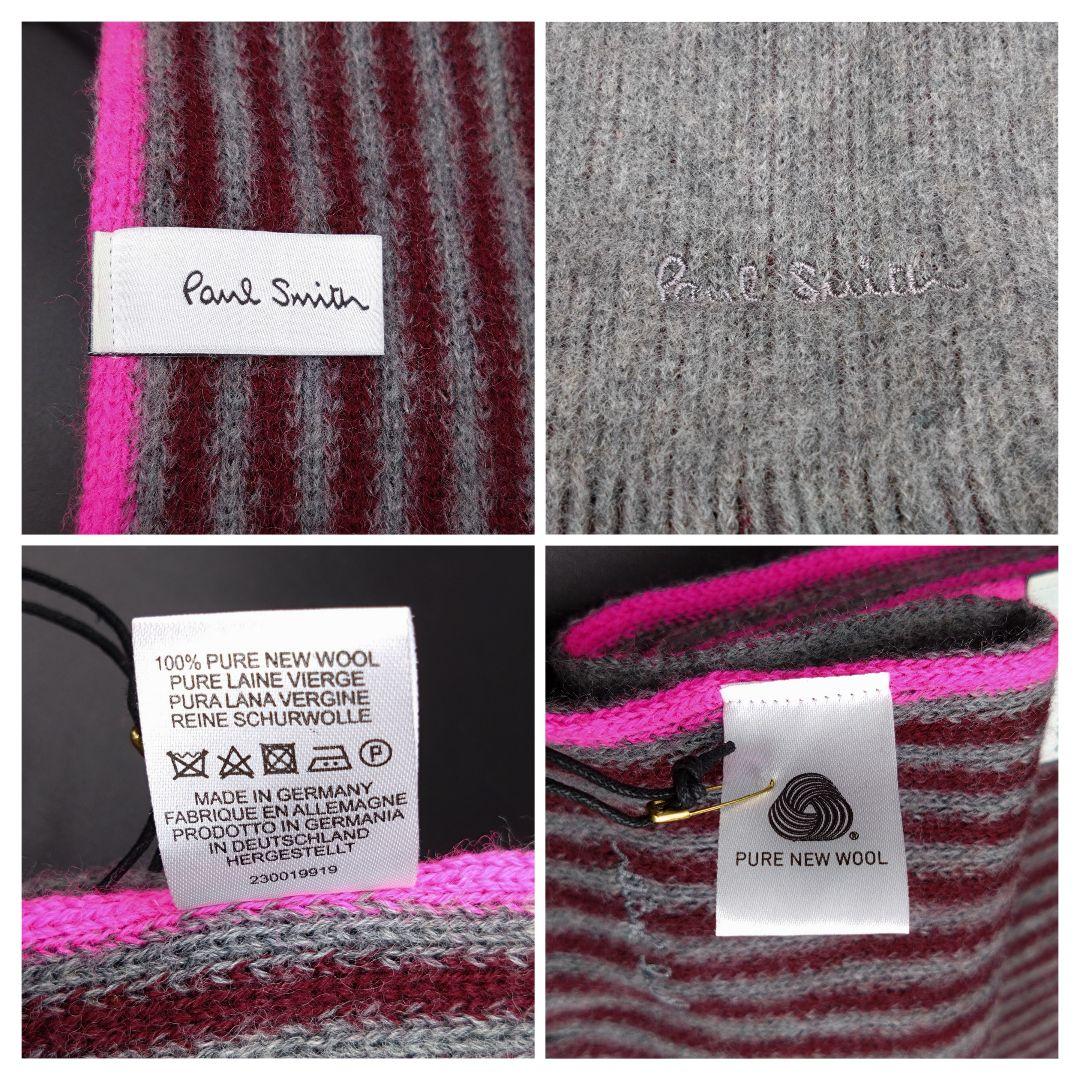 Paul Smith
Paul Smith
100% PURE NEW WOOL
PURE LAINE VIERGE
PURA LANA VERGINE
REINE SCHURWOLLE
P
MADE IN GERMANY
FABRIQUE EN ALLEMAGNE
PRODOTTO IN GERMANIA
IN DEUTSCHLAND
HERGESTELLT
230019919
®
PURE NEW WOOL